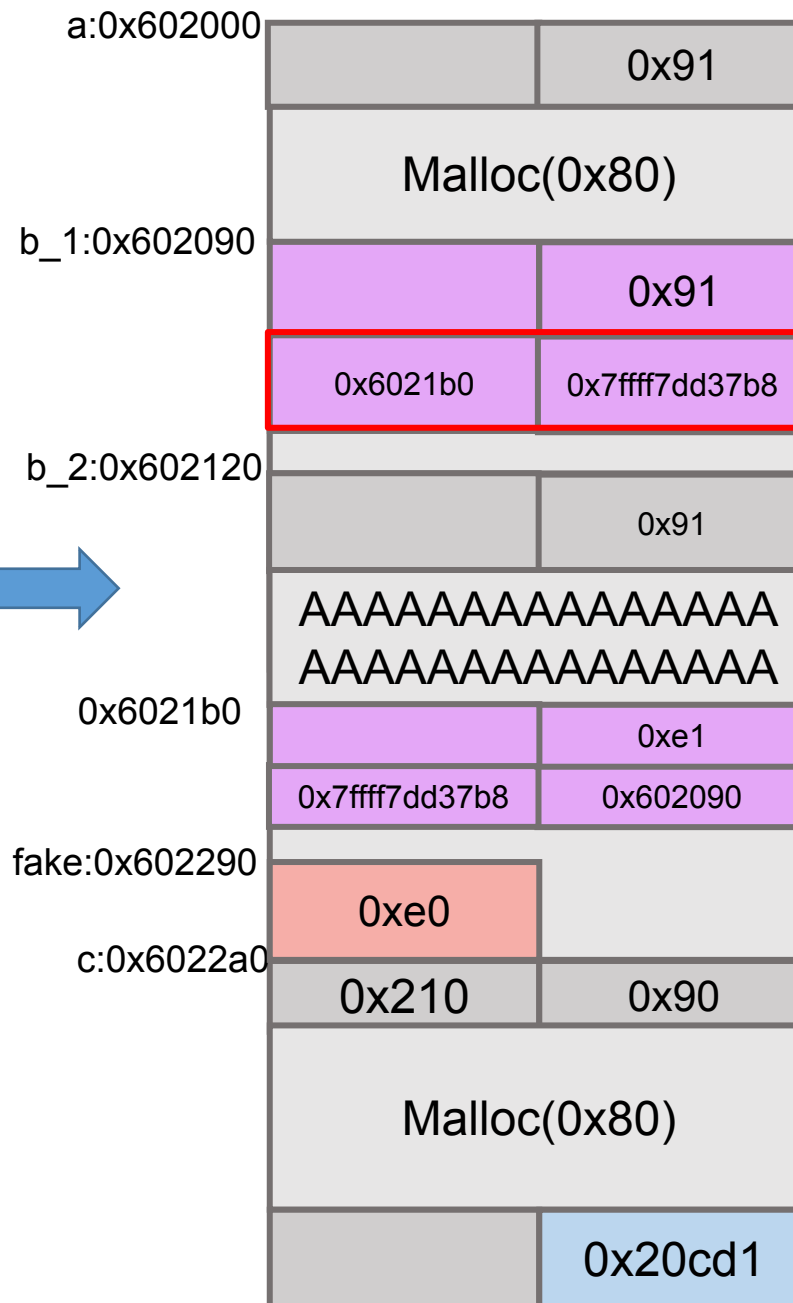 a:0x602000
0x91
Malloc(0x80)
b_1:0x602090
0x91
0x6021b0 0x7ffff7dd37b8
b_2:0x602120
0x91
AAAAAAAAAAAAAAA
AAAAAAAAAAAAAAA
0x6021b0
0xe1
0x7ffff7dd37b8 0x602090
fake:0x602290
0xe0
c:0x6022a0
0x210 0x90
Malloc(0x80)
0x20cd1